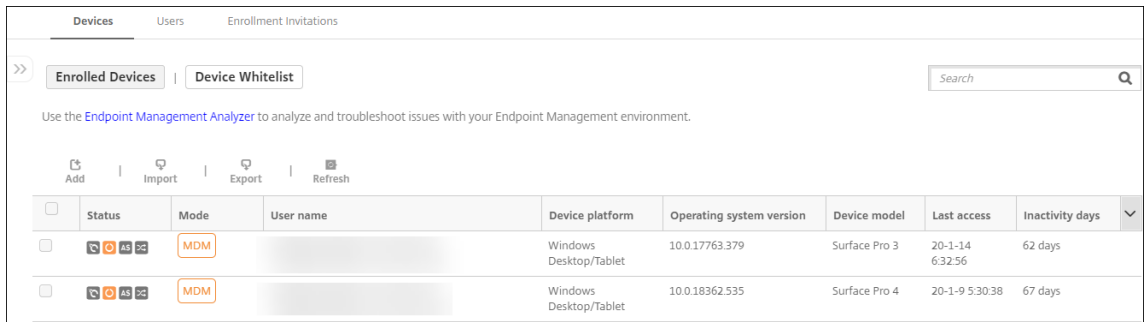 Devices Users Enrollment Invitations
>> Enrolled Devices | Device Whitelist Search
Use the Endpoint Management Analyzer to analyze and troubleshoot issues with your Endpoint Management environment.
Add | Import | Export | Refresh
Status Mode User name Device platform Operating system version Device model Last access Inactivity days
AS MDM Windows Desktop/Tablet 10.0.17763.379 Surface Pro 3 20-1-14 6:32:56 62 days
AS MDM Windows Desktop/Tablet 10.0.18362.535 Surface Pro 4 20-1-9 5:30:38 67 days